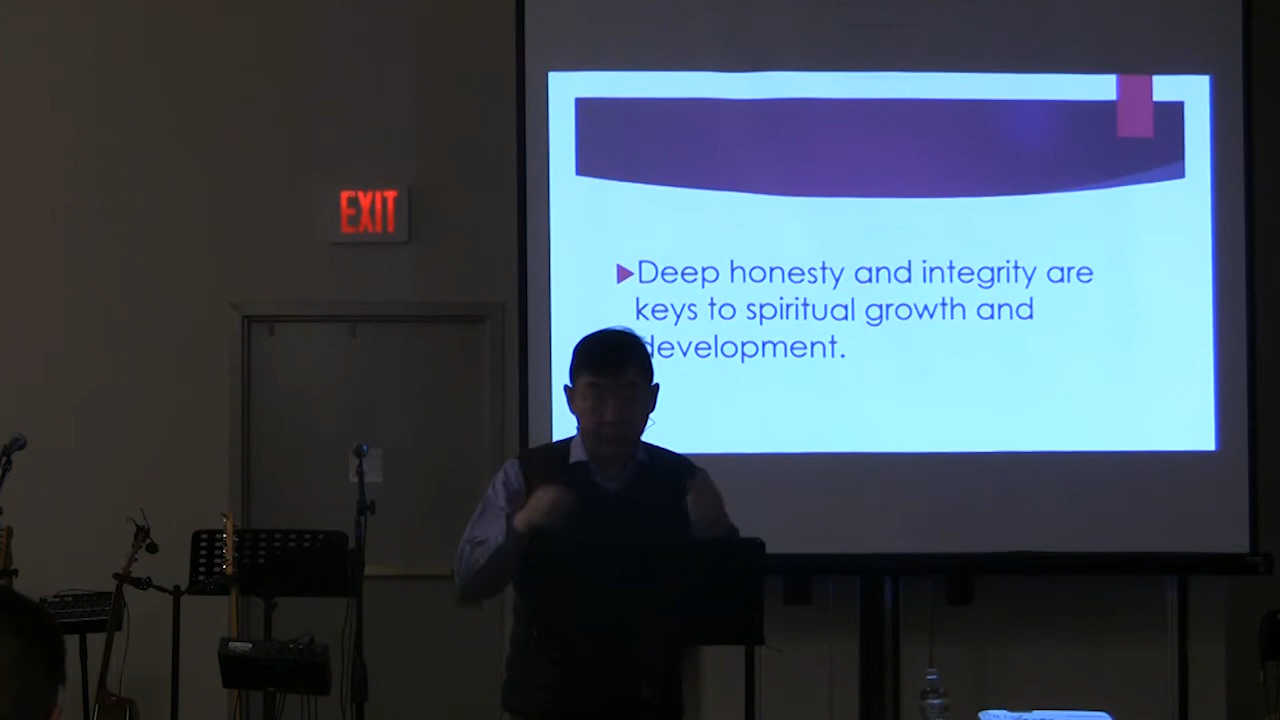 EXIT
Deep honesty and integrity are
keys to spiritual growth and
development.